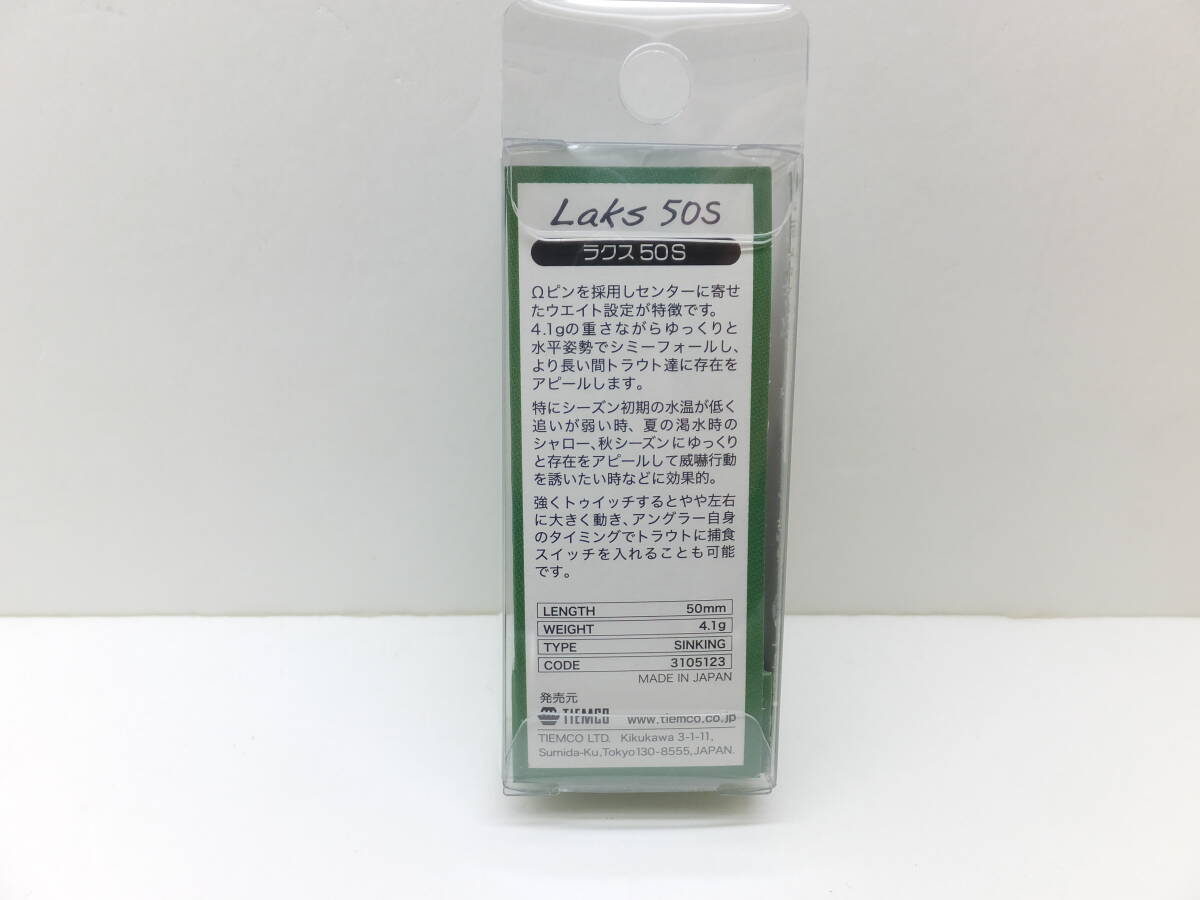 Laks 50S
ラクス50S
Ωピンを採用しセンターに寄せ
たウエイト設定が特徴です。
4.1gの重さながらゆっくりと
水平姿勢でシミーフォールし、
より長い間トラウト達に存在を
アピールします。
特にシーズン初期の水温が低く
追いが弱い時、夏の渇水時の
シャロー、秋シーズンにゆっくり
と存在をアピールして威嚇行動
を誘いたい時などに効果的。
強くトゥイッチするとやや左右
に大きく動き、アングラー自身
のタイミングでトラウトに捕食
スイッチを入れることも可能
です。
LENGTH 50mm
WEIGHT 4.1g
TYPE SINKING
CODE 3105123
MADE IN JAPAN
発売元
TIEMCO www.tiemco.co.jp
TIEMCO LTD. Kikukawa 3-1-11,
Sumida-Ku,Tokyo130-8555,JAPAN.